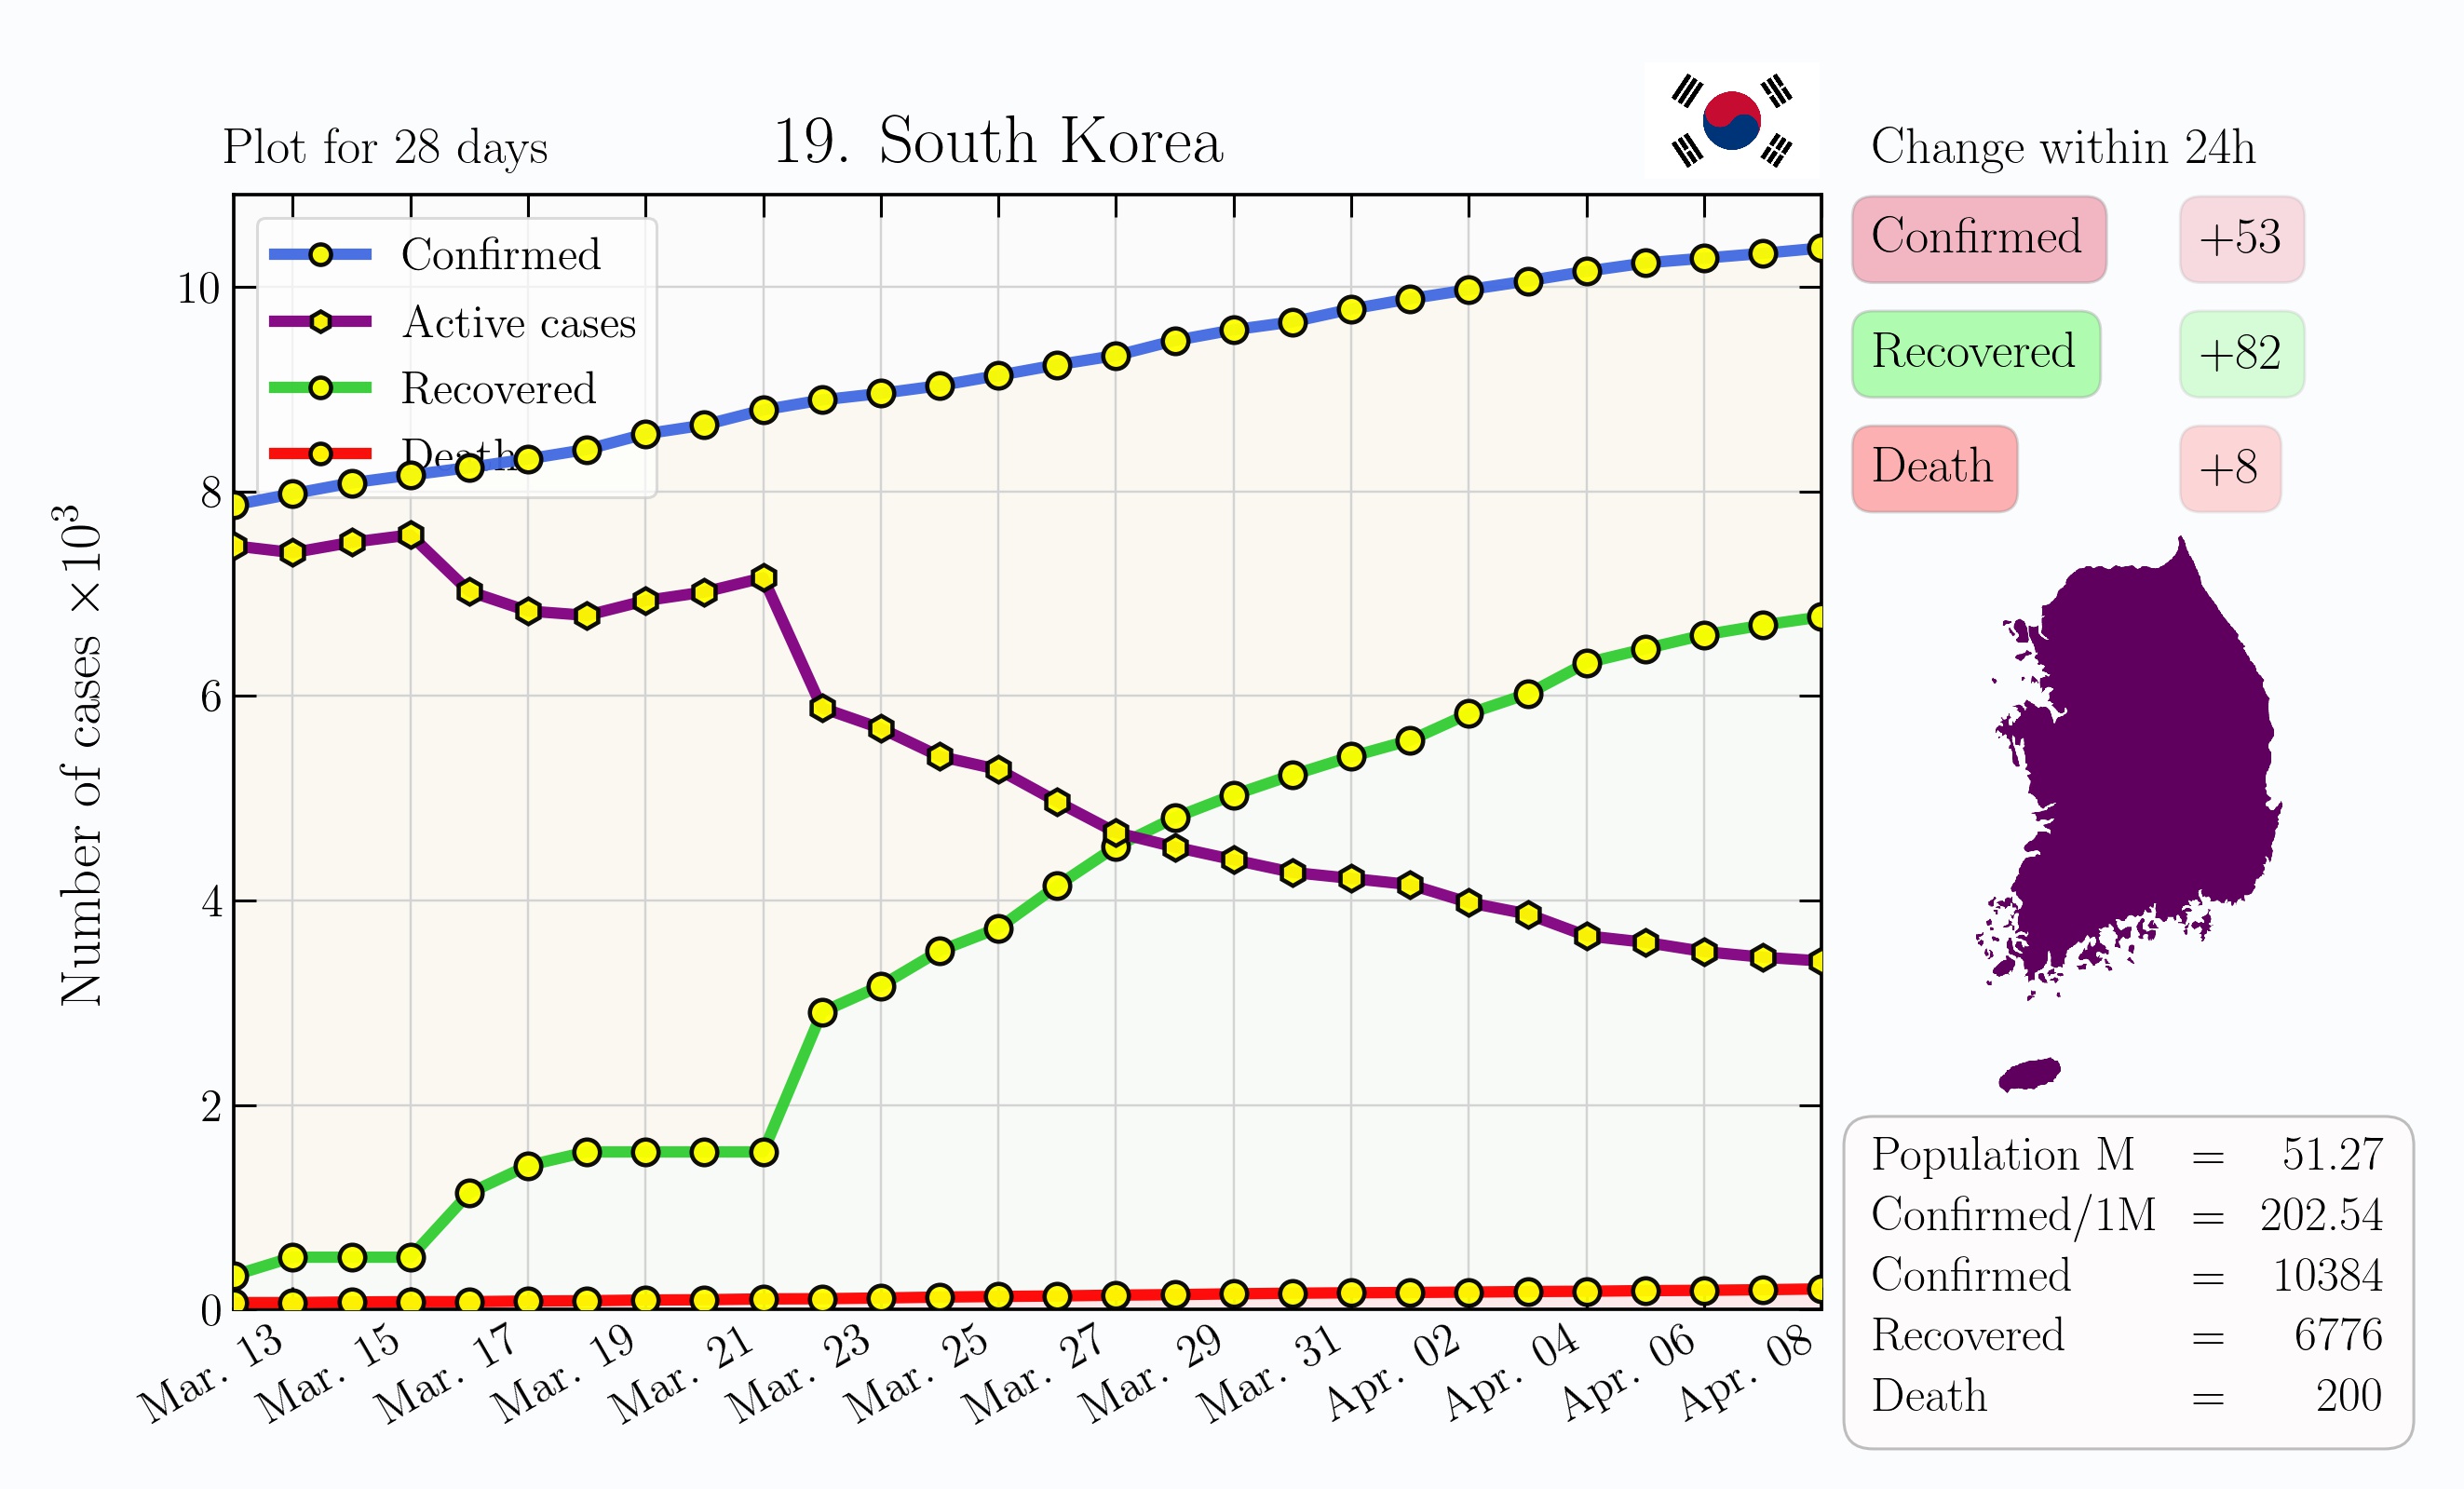 Plot for 28 days
19. South Korea
Change within 24h
Confirmed +53
Recovered +82
Death +8
Confirmed
Active cases
Recovered
Death
Number of cases ×10³
10
8
6
4
2
0
Mar. 13
Mar. 15
Mar. 17
Mar. 19
Mar. 21
Mar. 23
Mar. 25
Mar. 27
Mar. 29
Mar. 31
Apr. 02
Apr. 04
Apr. 06
Apr. 08
Population M = 51.27
Confirmed/1M = 202.54
Confirmed = 10384
Recovered = 6776
Death = 200